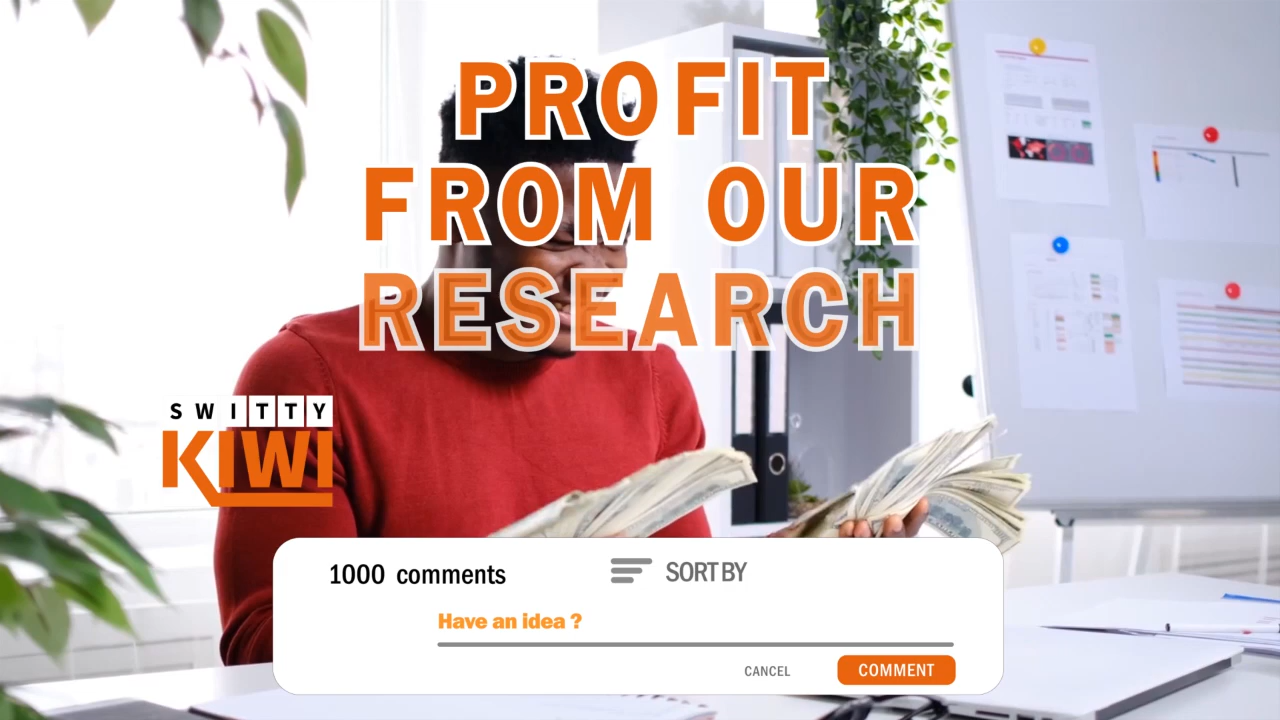 PROFIT
FROM OUR
RESEARCH
SWITTY
KIWI
1000 comments
SORT BY
Have an idea ?
CANCEL
COMMENT